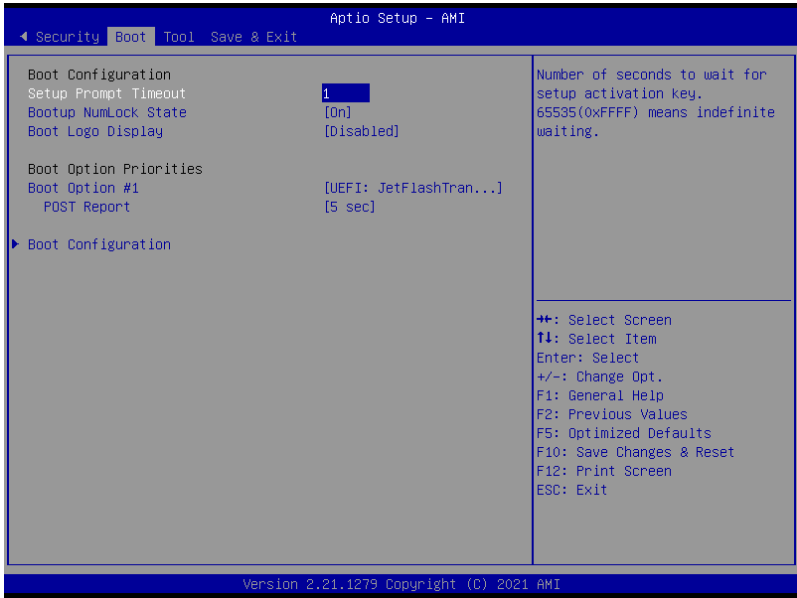 Aptio Setup – AMI
Security Boot Tool Save & Exit
Boot Configuration
Setup Prompt Timeout 1
Bootup NumLock State [On]
Boot Logo Display [Disabled]
Boot Option Priorities
Boot Option #1 [UEFI: JetFlashTran...]
POST Report [5 sec]
Boot Configuration
Number of seconds to wait for
setup activation key.
65535(0xFFFF) means indefinite
waiting.
→←: Select Screen
↑↓: Select Item
Enter: Select
+/-: Change Opt.
F1: General Help
F2: Previous Values
F5: Optimized Defaults
F10: Save Changes & Reset
F12: Print Screen
ESC: Exit
Version 2.21.1279 Copyright (C) 2021 AMI